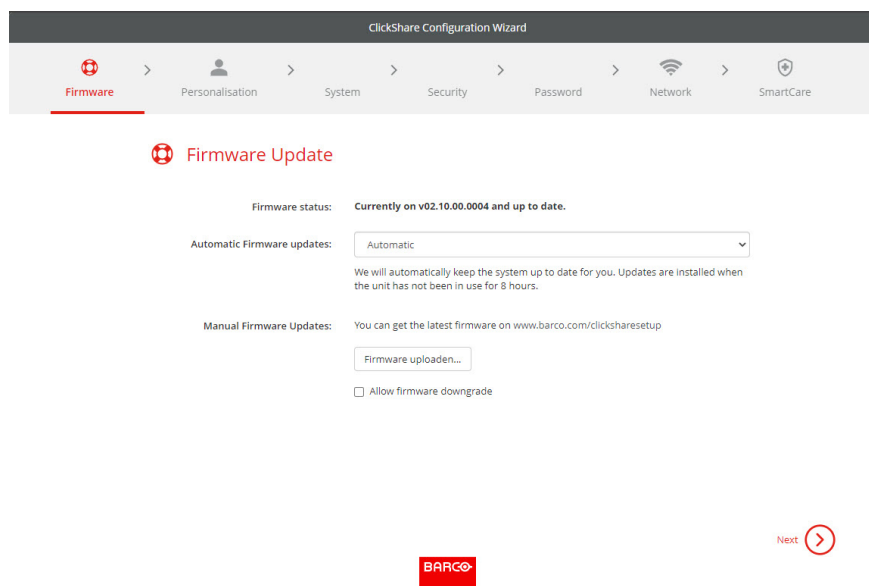 ClickShare Configuration Wizard
Firmware
Personalisation
System
Security
Password
Network
SmartCare
Firmware Update
Firmware status: Currently on v02.10.00.0004 and up to date.
Automatic Firmware updates: Automatic
We will automatically keep the system up to date for you. Updates are installed when
the unit has not been in use for 8 hours.
Manual Firmware Updates: You can get the latest firmware on www.barco.com/clicksharesetup
Firmware uploaden...
Allow firmware downgrade
Next
BARCO